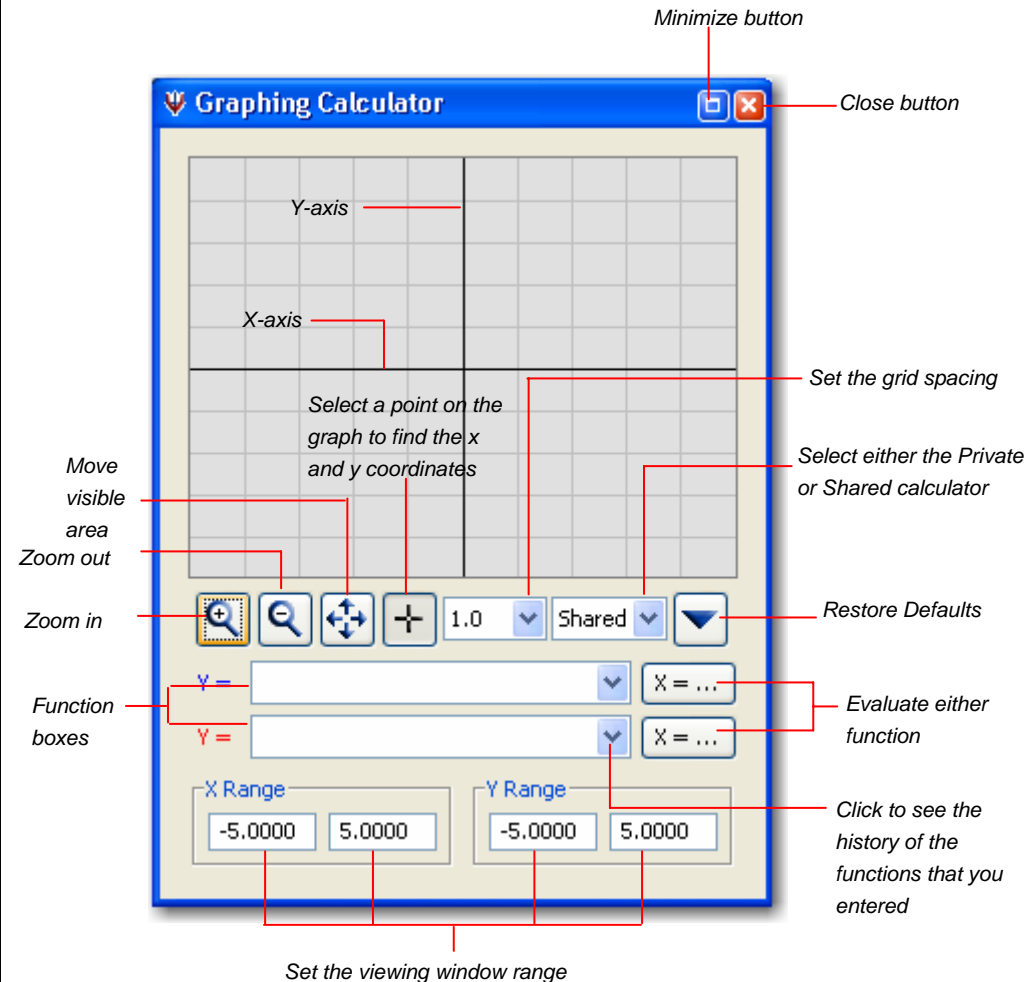 Minimize button
Graphing Calculator
Close button
Y-axis
X-axis
Set the grid spacing
Select a point on the
graph to find the x
and y coordinates
Select either the Private
or Shared calculator
Move
visible
area
Zoom out
Zoom in
1.0
Shared
Restore Defaults
Y =
X = ...
Function
boxes
Evaluate either
function
Y =
X = ...
X Range
Y Range
-5.0000
5.0000
-5.0000
5.0000
Click to see the
history of the
functions that you
entered
Set the viewing window range